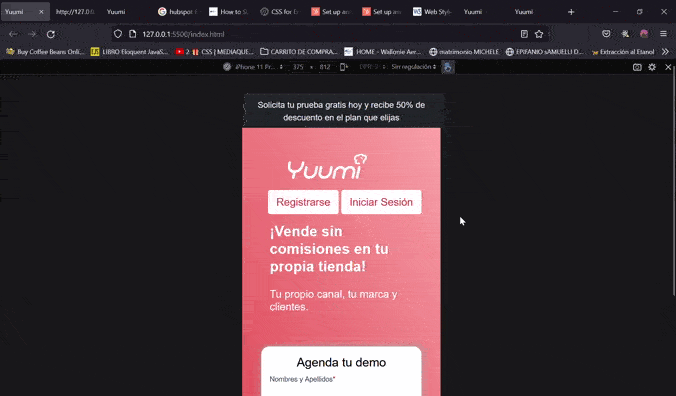 Yuumi
http://127.0.0.
Yuumi
hubspot
How to S
CSS for E
Set up an
Set up an
Web Style
Yuumi
Yuumi
127.0.0.1:5500/index.html
Buy Coffee Beans Onli...
LIBRO Eloquent JavaS...
2
CSS | MEDIAQUE...
CARRITO DE COMPRA...
HOME - Wallonie Aer...
matrimonio MICHELE
EPIFANIO sAMUELLI D...
Extracción al Etanol
iPhone 11 Pr... 375 × 812 Sin regulación
Solicita tu prueba gratis hoy y recibe 50% de
descuento en el plan que elijas
Yuumi
Registrarse Iniciar Sesión
¡Vende sin
comisiones en tu
propia tienda!
Tu propio canal, tu marca y
clientes.
Agenda tu demo
Nombres y Apellidos*